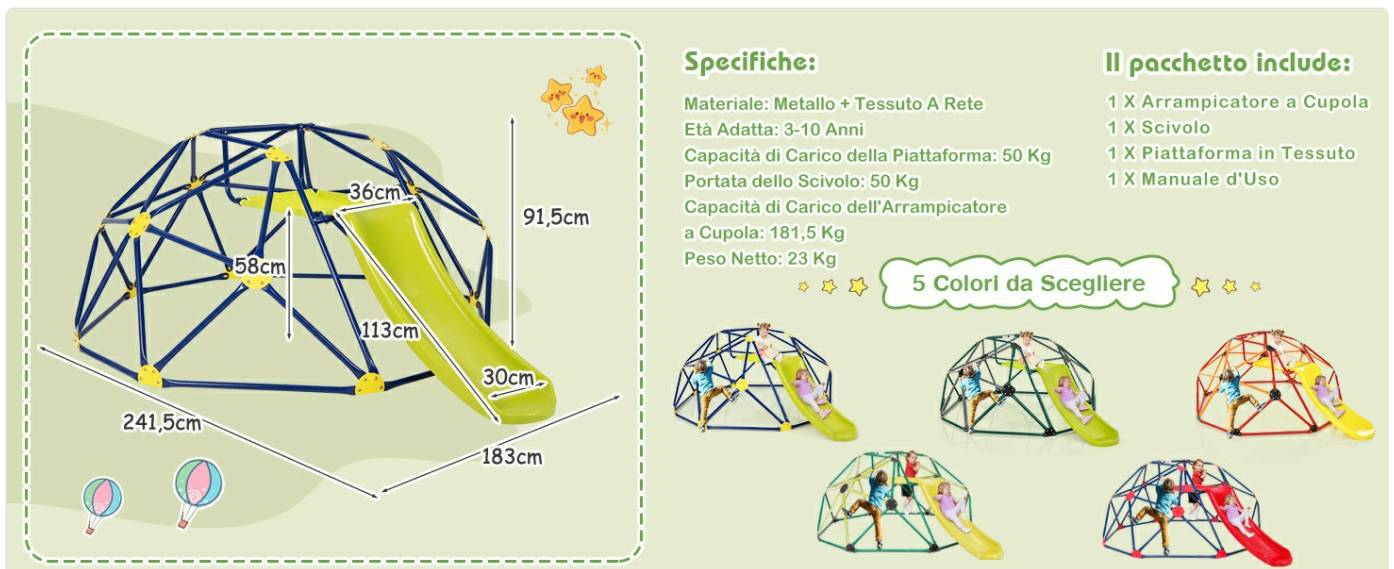 36cm
91,5cm
58cm
113cm
30cm
241,5cm
183cm
Specifiche:
Materiale: Metallo + Tessuto A Rete
Età Adatta: 3-10 Anni
Capacità di Carico della Piattaforma: 50 Kg
Portata dello Scivolo: 50 Kg
Capacità di Carico dell'Arrampicatore
a Cupola: 181,5 Kg
Peso Netto: 23 Kg
Il pacchetto include:
1 X Arrampicatore a Cupola
1 X Scivolo
1 X Piattaforma in Tessuto
1 X Manuale d'Uso
5 Colori da Scegliere